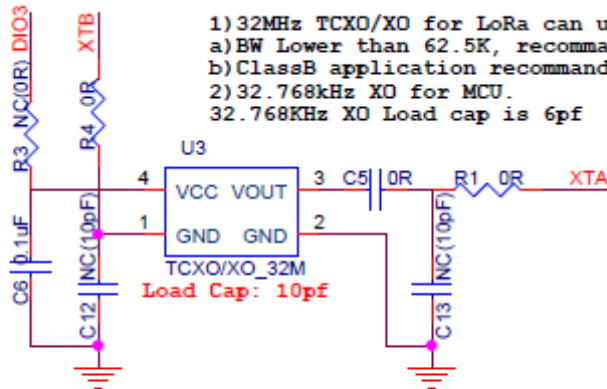 1)32MHz TCXO/XO for LoRa can u
a)BW Lower than 62.5K, recomma
b)ClassB application recommand
2)32.768kHz XO for MCU.
32.768KHz XO Load cap is 6pf
DIO3
XTB
R3 NC(0R)
R4 0R
U3
4 VCC VOUT 3
1 GND GND 2
TCXO/XO_32M
Load Cap: 10pf
C5 0R
R1 0R
XTA
C6 0.1uF
C12 NC(10pF)
C13 NC(10pF)